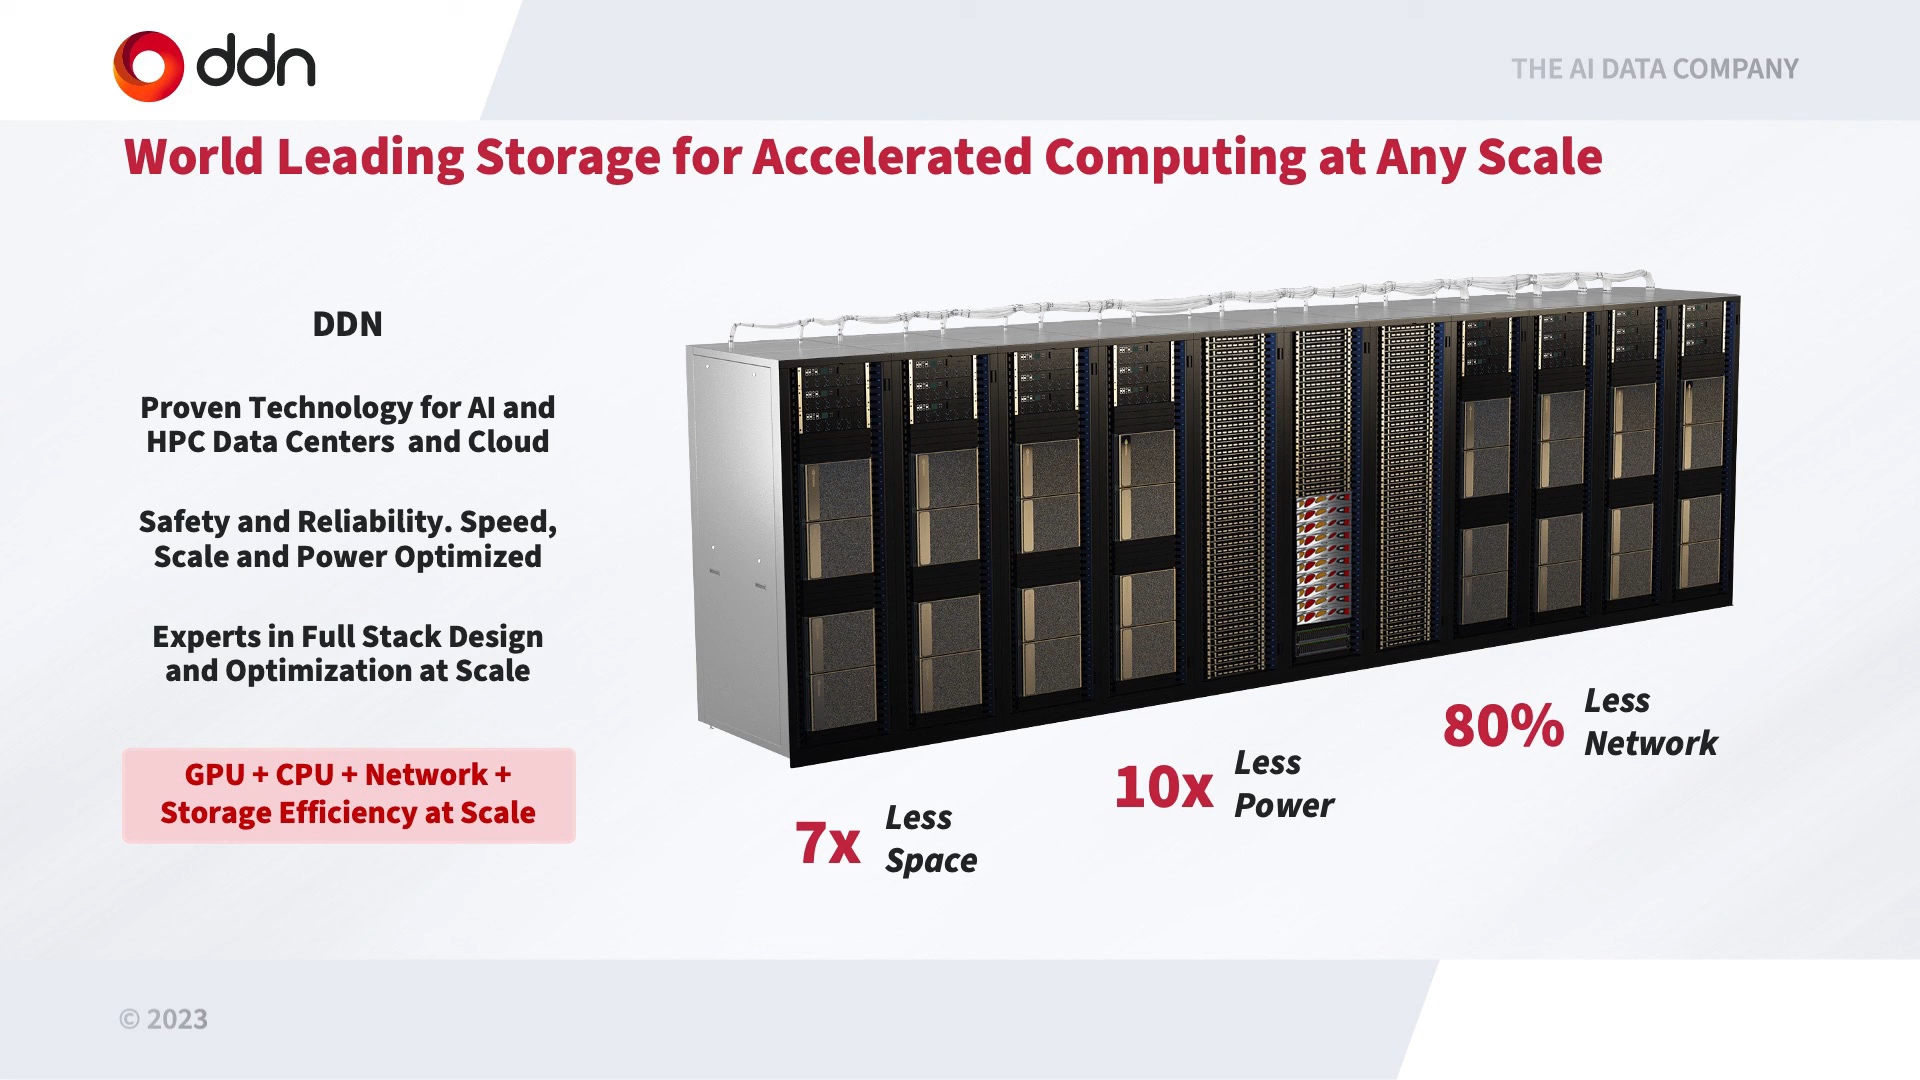 ddn
THE AI DATA COMPANY
World Leading Storage for Accelerated Computing at Any Scale
DDN
Proven Technology for AI and
HPC Data Centers  and Cloud
Safety and Reliability. Speed,
Scale and Power Optimized
Experts in Full Stack Design
and Optimization at Scale
GPU + CPU + Network +
Storage Efficiency at Scale
7x
Less
Space
10x
Less
Power
80%
Less
Network
© 2023